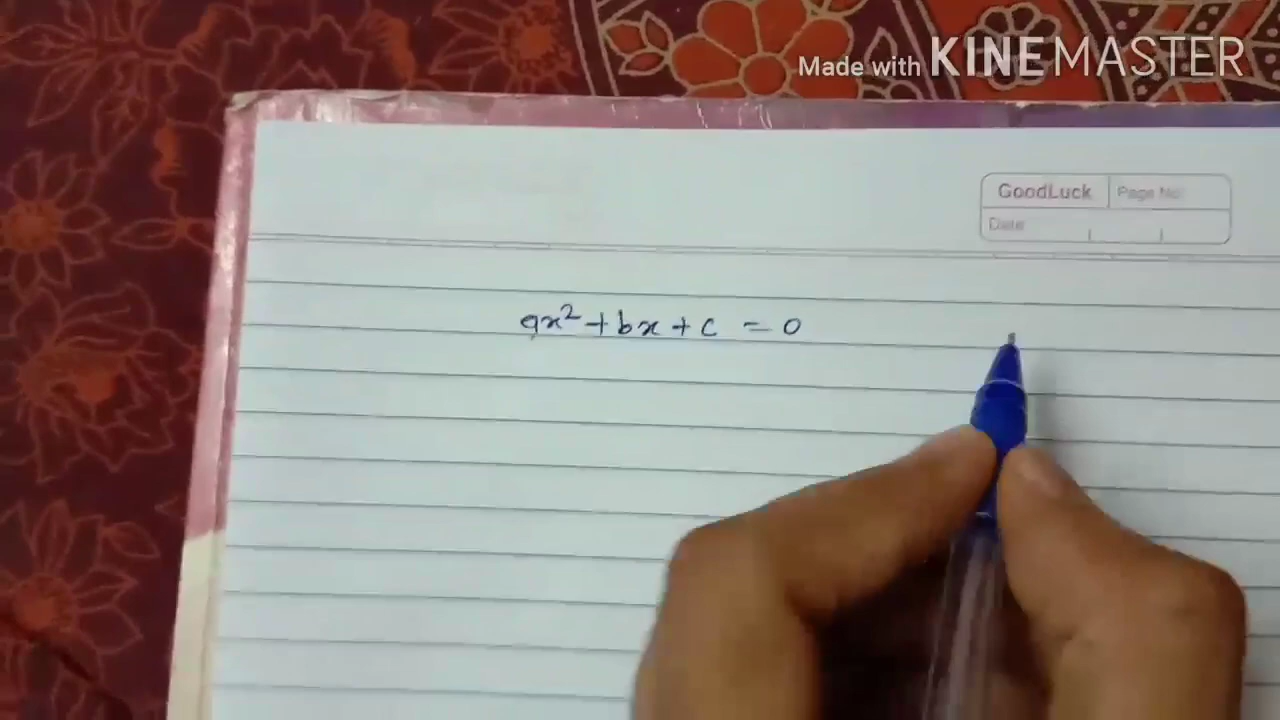 Made with KINEMASTER
GoodLuck Page No
Date
ax² + bx + c = 0